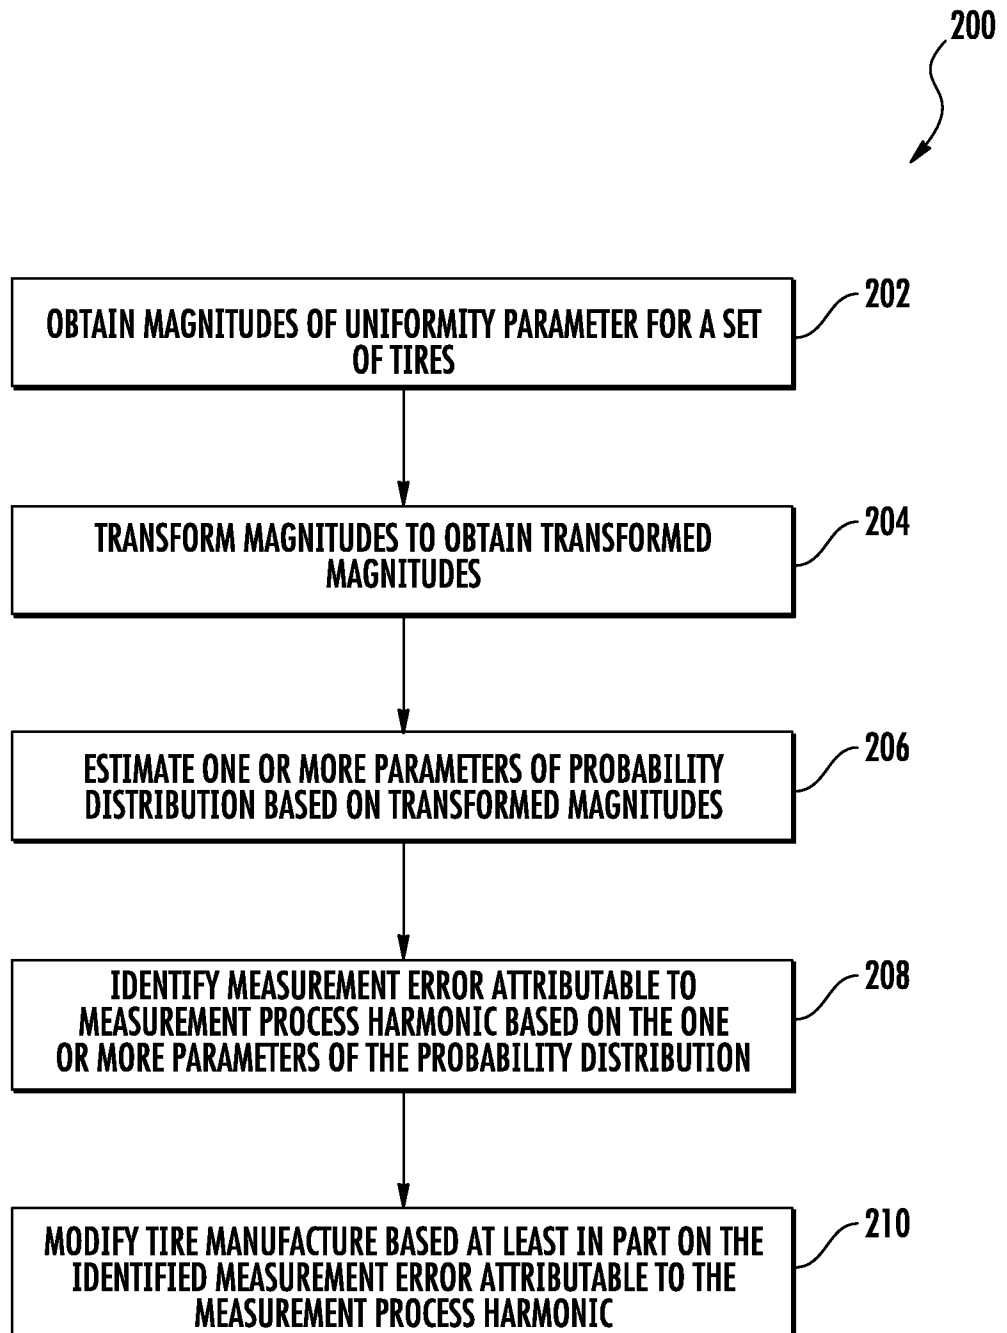 200
OBTAIN MAGNITUDES OF UNIFORMITY PARAMETER FOR A SET
OF TIRES
202
TRANSFORM MAGNITUDES TO OBTAIN TRANSFORMED
MAGNITUDES
204
ESTIMATE ONE OR MORE PARAMETERS OF PROBABILITY
DISTRIBUTION BASED ON TRANSFORMED MAGNITUDES
206
IDENTIFY MEASUREMENT ERROR ATTRIBUTABLE TO
MEASUREMENT PROCESS HARMONIC BASED ON THE ONE
OR MORE PARAMETERS OF THE PROBABILITY DISTRIBUTION
208
MODIFY TIRE MANUFACTURE BASED AT LEAST IN PART ON THE
IDENTIFIED MEASUREMENT ERROR ATTRIBUTABLE TO THE
MEASUREMENT PROCESS HARMONIC
210